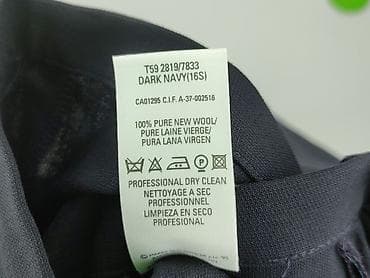 T59 2819/7833
DARK NAVY(16S)
CA01295 C.I.F. A-37-002516
100% PURE NEW WOOL/
PURE LAINE VIERGE/
PURA LANA VIRGEN
P
PROFESSIONAL DRY CLEAN
NETTOYAGE A SEC
PROFESSIONNEL
LIMPIEZA EN SECO
PROFESIONAL